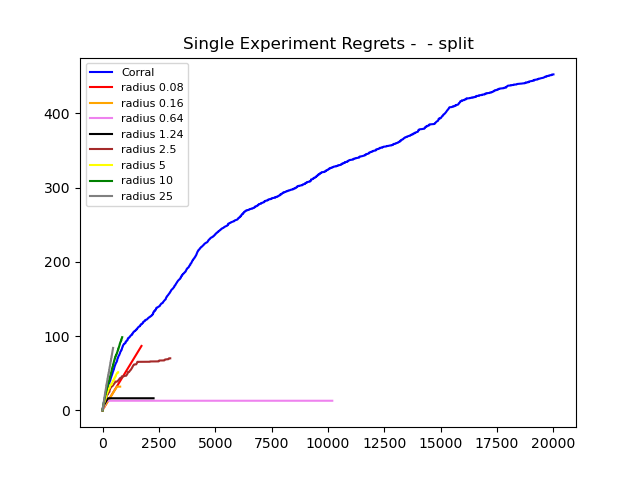 Single Experiment Regrets -  - split
Corral
radius 0.08
radius 0.16
radius 0.64
radius 1.24
radius 2.5
radius 5
radius 10
radius 25
400
300
200
100
0
0 2500 5000 7500 10000 12500 15000 17500 20000